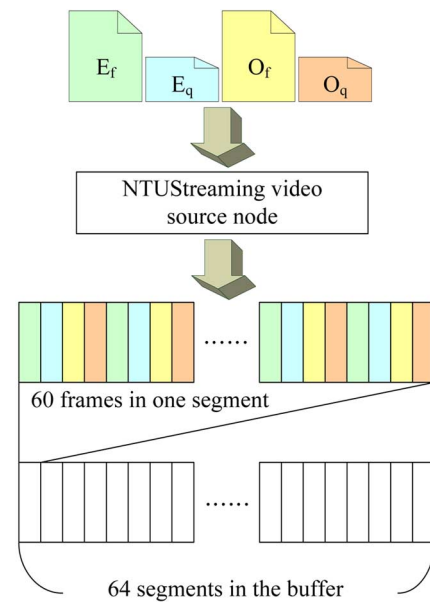 E_f
E_q
O_f
O_q
NTUStreaming video
source node
......
60 frames in one segment
......
64 segments in the buffer